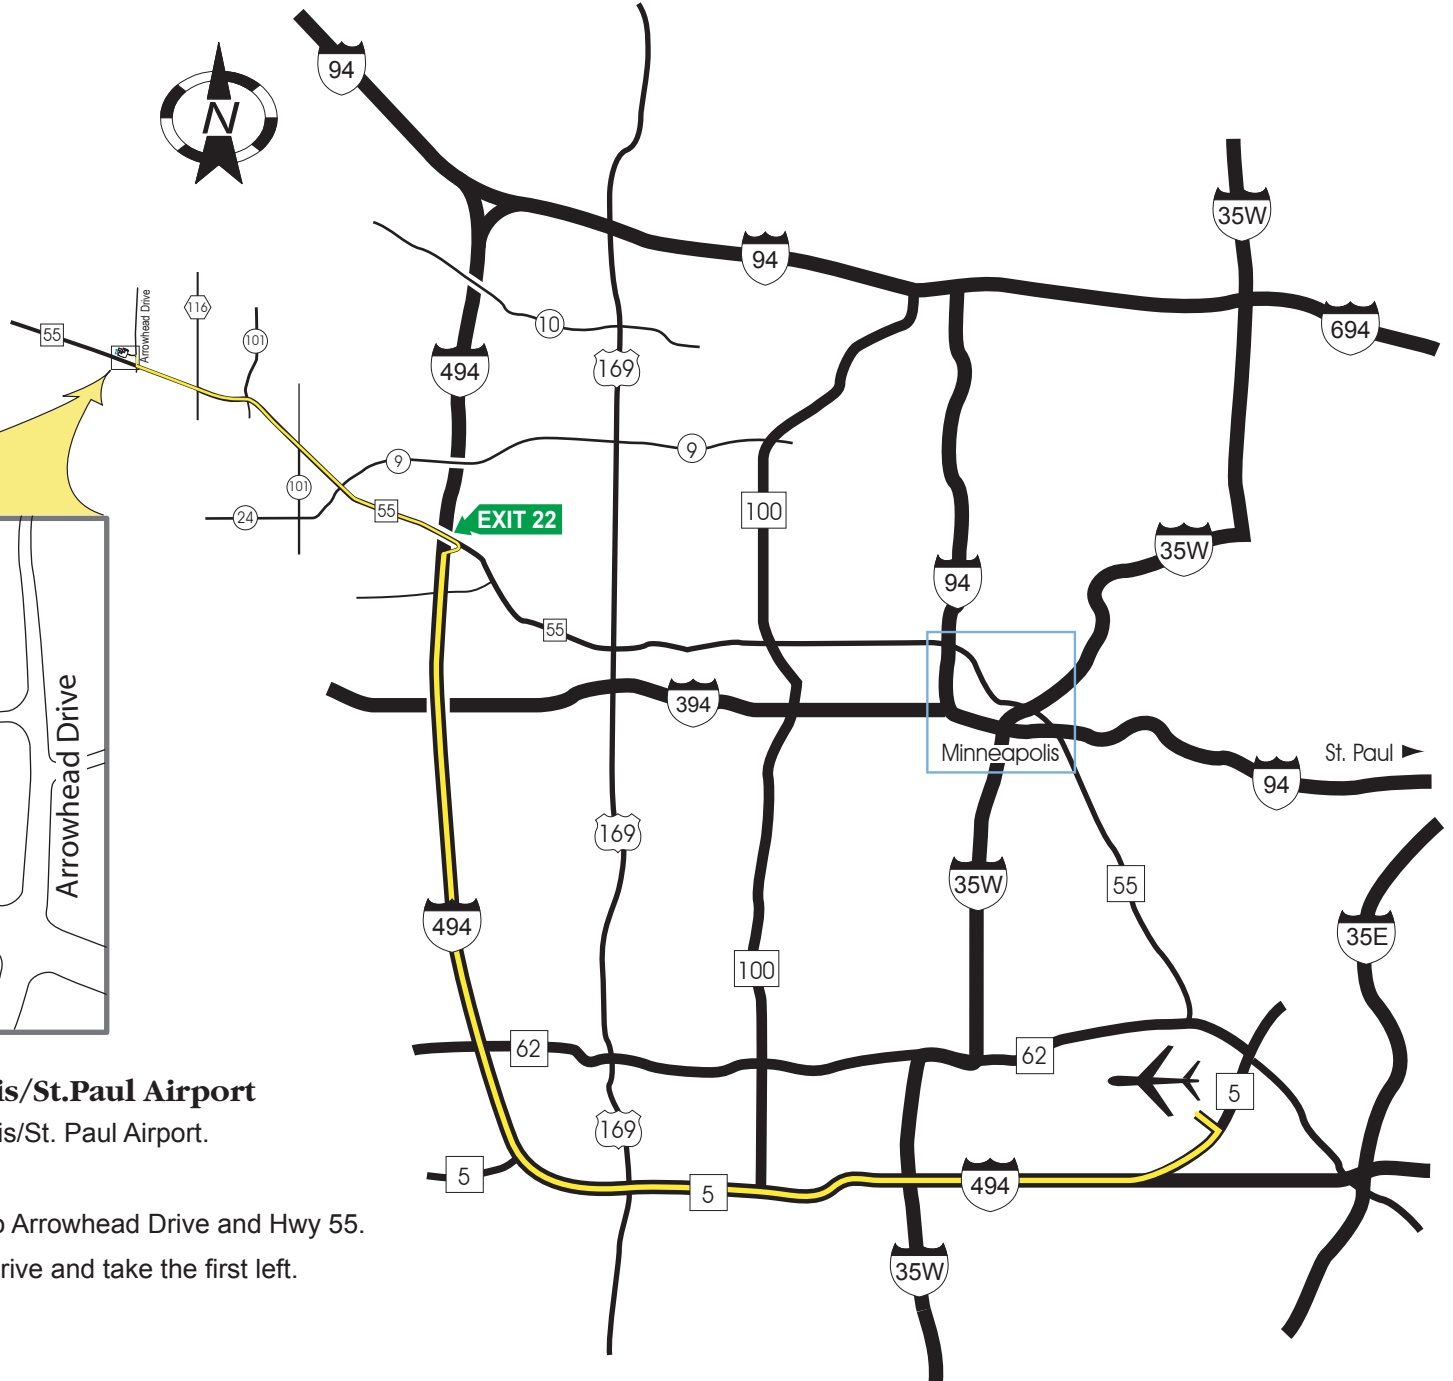 94
N
35W
94
Arrowhead Drive
116
55
101
10
694
494
169
9
9
101
55
24
EXIT 22
100
35W
94
55
394
Minneapolis
St. Paul
94
Arrowhead Drive
169
35W
55
494
35E
100
62
62
is/St.Paul Airport
5
is/St. Paul Airport.
169
5
5
494
o Arrowhead Drive and Hwy 55.
rive and take the first left.
35W